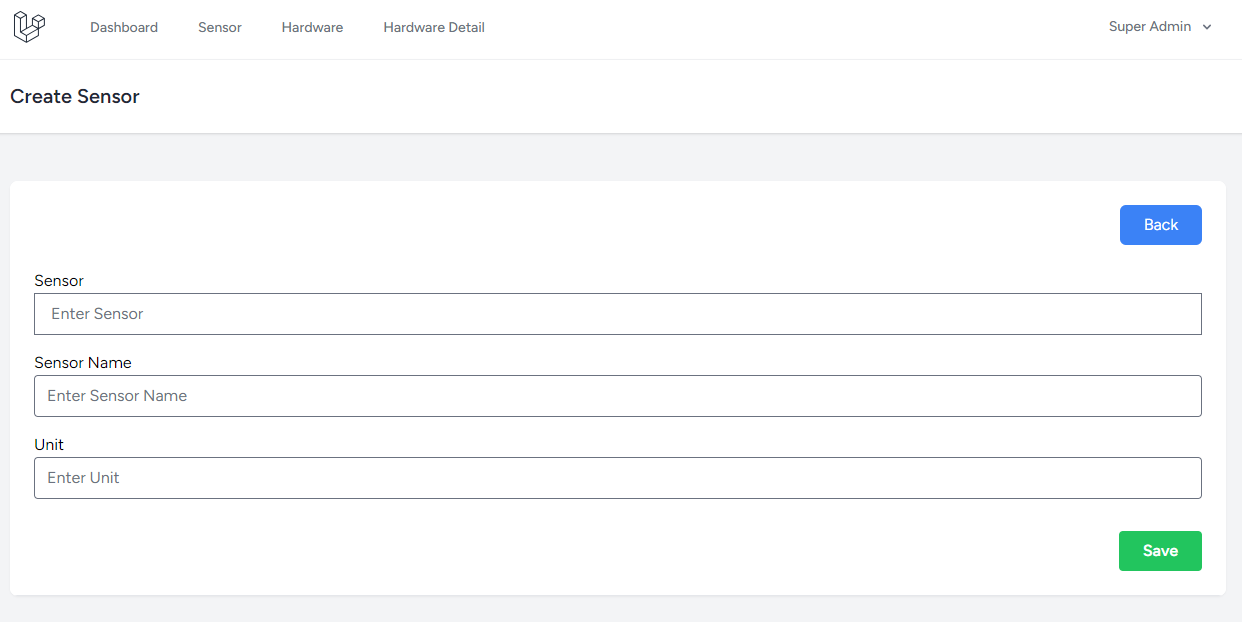 Dashboard Sensor Hardware Hardware Detail Super Admin
Create Sensor
Back
Sensor
Enter Sensor
Sensor Name
Enter Sensor Name
Unit
Enter Unit
Save